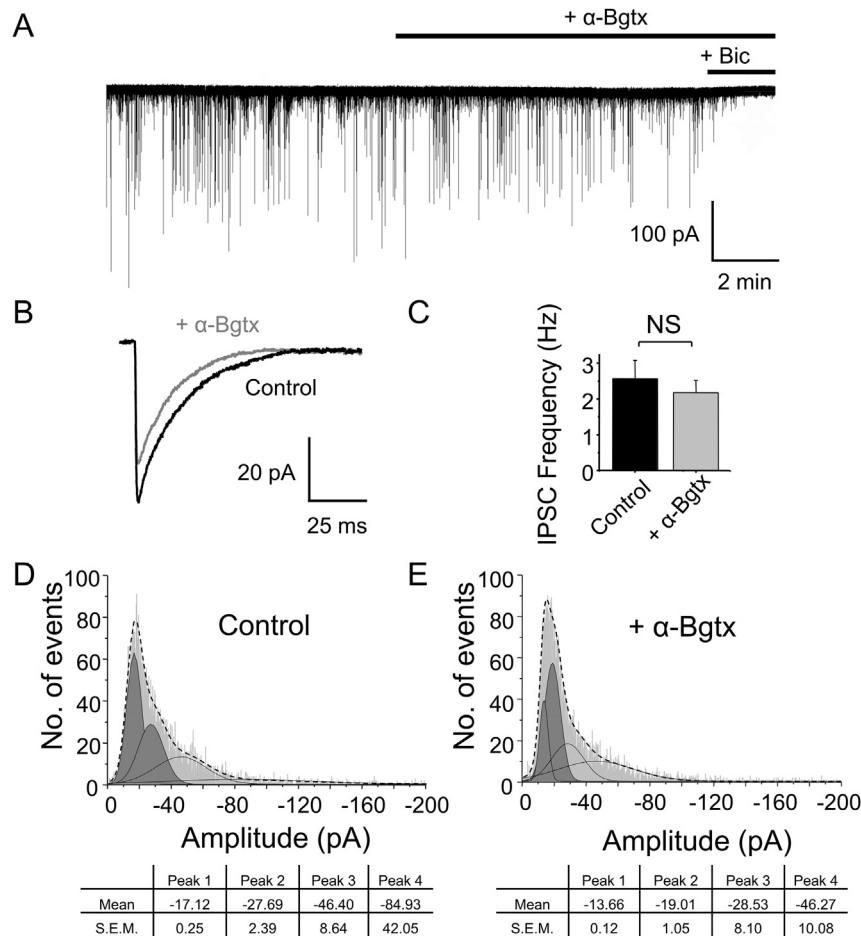 A
+ α-Bgtx
+ Bic
100 pA
2 min
B
+ α-Bgtx
Control
20 pA
25 ms
C
NS
IPSC Frequency (Hz)
3
2
1
0
Control
+ α-Bgtx
D
Control
No. of events
100
80
60
40
20
0
0 -40 -80 -120 -160 -200
Amplitude (pA)
Peak 1 Peak 2 Peak 3 Peak 4
Mean -17.12 -27.69 -46.40 -84.93
S.E.M. 0.25 2.39 8.64 42.05
E
+ α-Bgtx
No. of events
100
80
60
40
20
0
0 -40 -80 -120 -160 -200
Amplitude (pA)
Peak 1 Peak 2 Peak 3 Peak 4
Mean -13.66 -19.01 -28.53 -46.27
S.E.M. 0.12 1.05 8.10 10.08